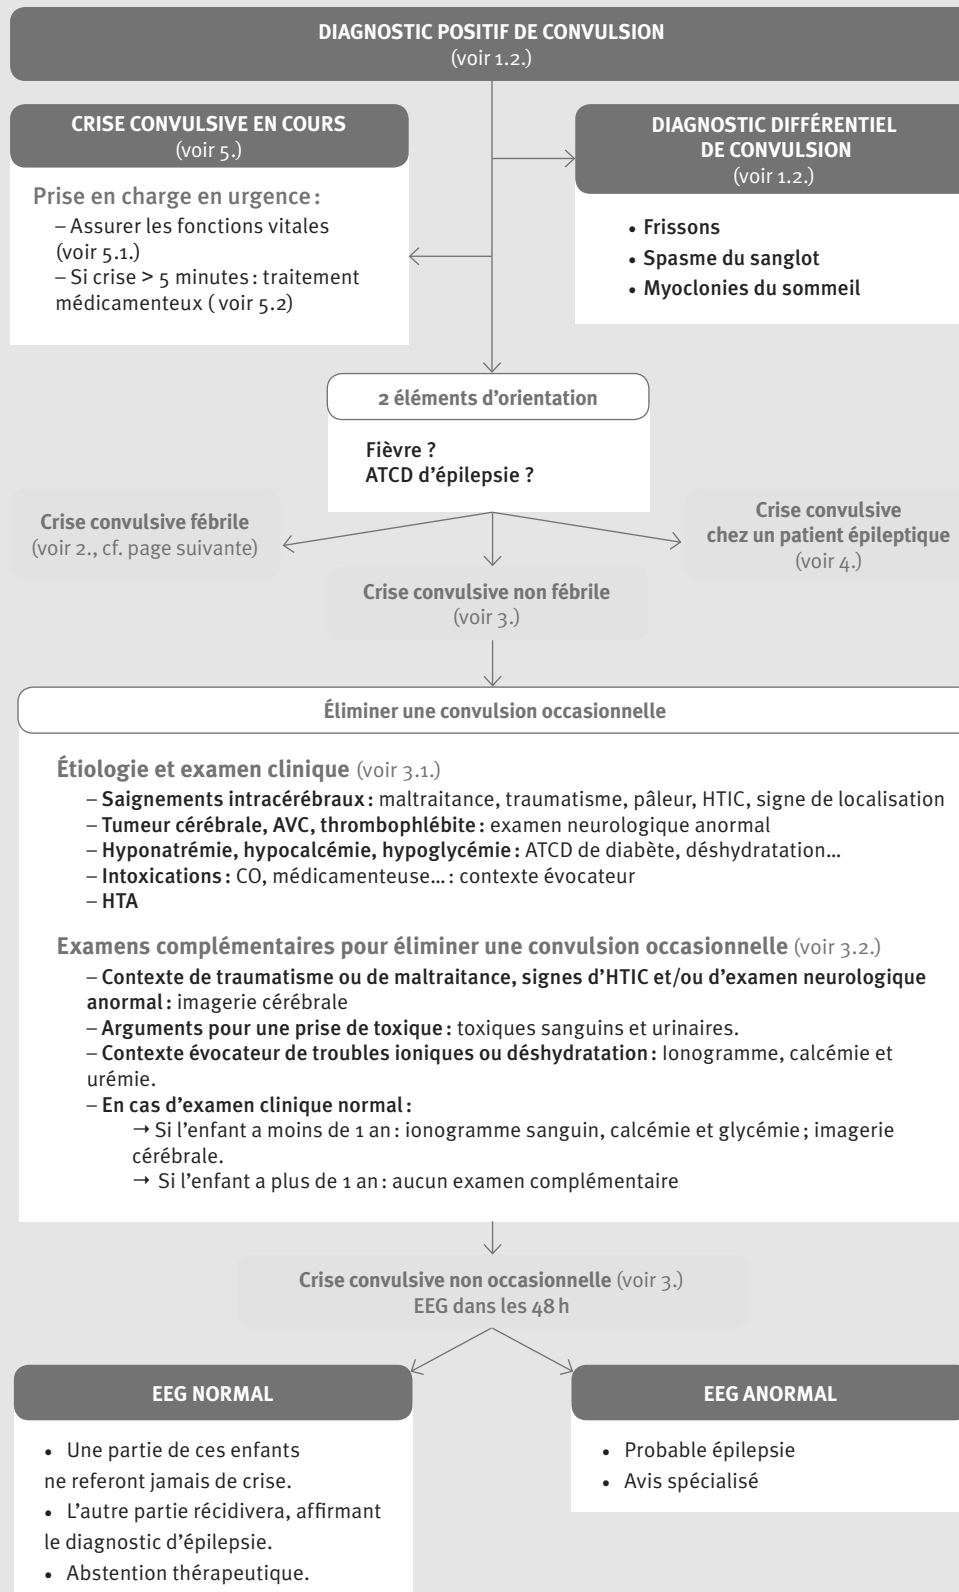 DIAGNOSTIC POSITIF DE CONVULSION
(voir 1.2.)
CRISE CONVULSIVE EN COURS
(voir 5.)
Prise en charge en urgence :
– Assurer les fonctions vitales
(voir 5.1.)
– Si crise > 5 minutes : traitement
médicamenteux ( voir 5.2)
DIAGNOSTIC DIFFÉRENTIEL
DE CONVULSION
(voir 1.2.)
• Frissons
• Spasme du sanglot
• Myoclonies du sommeil
2 éléments d’orientation
Fièvre ?
ATCD d’épilepsie ?
Crise convulsive fébrile
(voir 2., cf. page suivante)
Crise convulsive non fébrile
(voir 3.)
Crise convulsive
chez un patient épileptique
(voir 4.)
Éliminer une convulsion occasionnelle
Étiologie et examen clinique (voir 3.1.)
– Saignements intracérébraux : maltraitance, traumatisme, pâleur, HTIC, signe de localisation
– Tumeur cérébrale, AVC, thrombophlébite : examen neurologique anormal
– Hyponatrémie, hypocalcémie, hypoglycémie : ATCD de diabète, déshydratation…
– Intoxications : CO, médicamenteuse… : contexte évocateur
– HTA
Examens complémentaires pour éliminer une convulsion occasionnelle (voir 3.2.)
– Contexte de traumatisme ou de maltraitance, signes d’HTIC et/ou d’examen neurologique
anormal : imagerie cérébrale
– Arguments pour une prise de toxique : toxiques sanguins et urinaires.
– Contexte évocateur de troubles ioniques ou déshydratation : Ionogramme, calcémie et
urémie.
– En cas d’examen clinique normal :
→ Si l’enfant a moins de 1 an : ionogramme sanguin, calcémie et glycémie ; imagerie
cérébrale.
→ Si l’enfant a plus de 1 an : aucun examen complémentaire
Crise convulsive non occasionnelle (voir 3.)
EEG dans les 48 h
EEG NORMAL
• Une partie de ces enfants
ne referont jamais de crise.
• L’autre partie récidivera, affirmant
le diagnostic d’épilepsie.
• Abstention thérapeutique.
EEG ANORMAL
• Probable épilepsie
• Avis spécialisé